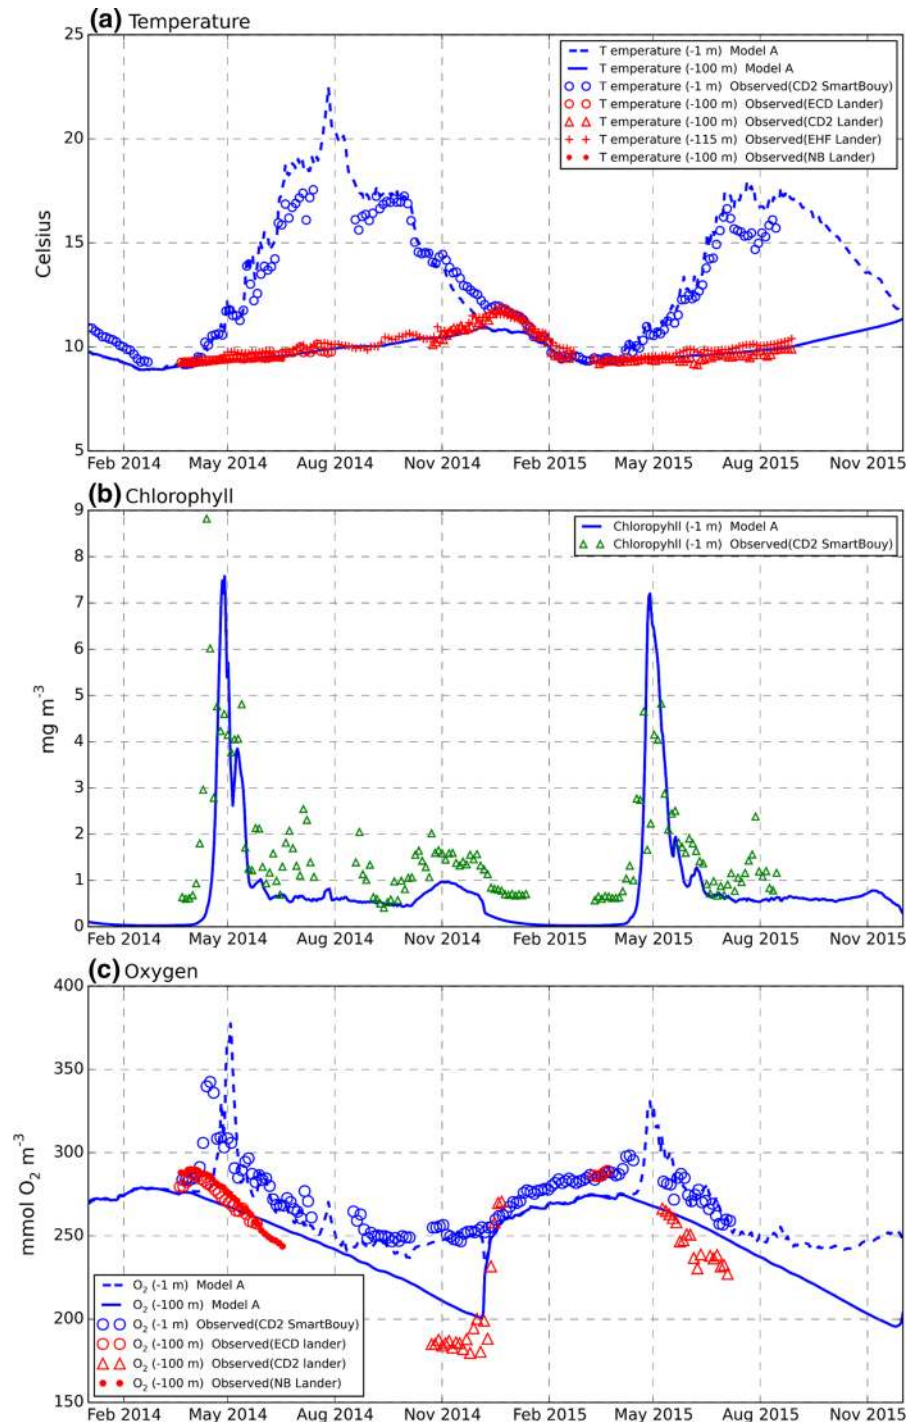 (a) Temperature
25
20
15
10
5
Celsius
T emperature (-1 m) Model A
T emperature (-100 m) Model A
T emperature (-1 m) Observed(CD2 SmartBouy)
T emperature (-100 m) Observed(ECD Lander)
T emperature (-100 m) Observed(CD2 Lander)
T emperature (-115 m) Observed(EHF Lander)
T emperature (-100 m) Observed(NB Lander)
Feb 2014 May 2014 Aug 2014 Nov 2014 Feb 2015 May 2015 Aug 2015 Nov 2015
(b) Chlorophyll
9
8
7
6
5
4
3
2
1
0
mg m⁻³
Chloropyhll (-1 m) Model A
Chloropyhll (-1 m) Observed(CD2 SmartBouy)
Feb 2014 May 2014 Aug 2014 Nov 2014 Feb 2015 May 2015 Aug 2015 Nov 2015
(c) Oxygen
400
350
300
250
200
150
mmol O₂ m⁻³
O₂ (-1 m) Model A
O₂ (-100 m) Model A
O₂ (-1 m) Observed(CD2 SmartBouy)
O₂ (-100 m) Observed(ECD lander)
O₂ (-100 m) Observed(CD2 lander)
O₂ (-100 m) Observed(NB Lander)
Feb 2014 May 2014 Aug 2014 Nov 2014 Feb 2015 May 2015 Aug 2015 Nov 2015